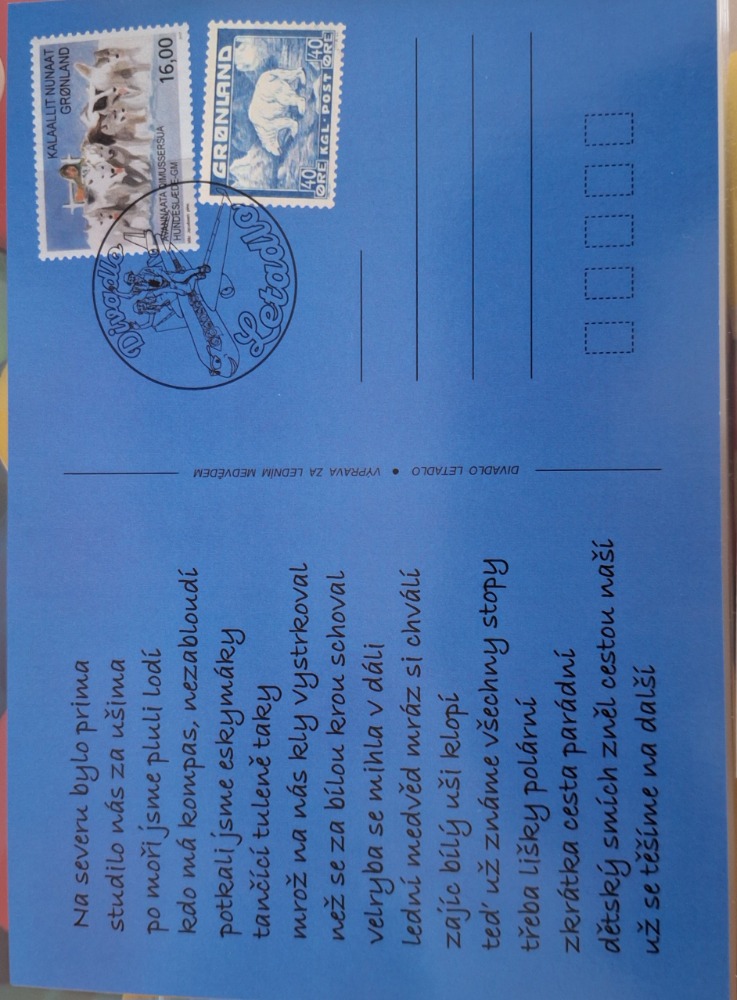 Na severu bylo prima
studilo nás za ušima
po moři jsme pluli lodí
kdo má kompas, nezabloudí
potkali jsme eskymáky
tančící tuleně taky
mrož na nás kly vystrkoval
než se za bílou krou schoval
velryba se mihla v dáli
lední medvěd mráz si chválí
zajíc bílý uši klopí
teď už známe všechny stopy
třeba lišky polární
zkrátka cesta parádní
dětský smích zněl cestou naší
už se těšíme na další
DIVADLO LETADLO • VÝPRAVA ZA LEDNÍM MEDVĚDEM
KALAALLIT NUNAAT
GRØNLAND
16,00
AVANNAATA QIMUSSERSUA
HUNDESLÆDE-GM
GRØNLAND
40
40
ØRE KGL·POST ØRE
Divadlo
Letadlo